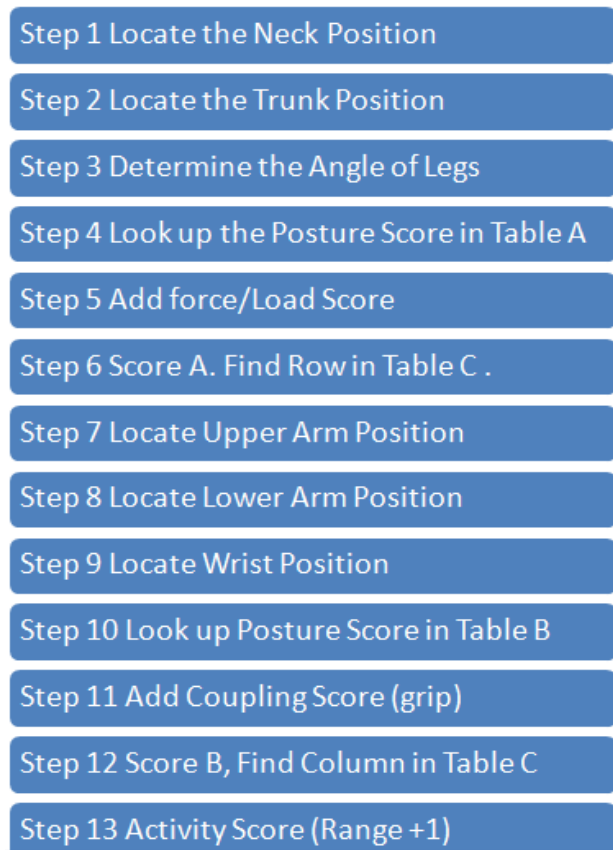 Step 1 Locate the Neck Position
Step 2 Locate the Trunk Position
Step 3 Determine the Angle of Legs
Step 4 Look up the Posture Score in Table A
Step 5 Add force/Load Score
Step 6 Score A. Find Row in Table C .
Step 7 Locate Upper Arm Position
Step 8 Locate Lower Arm Position
Step 9 Locate Wrist Position
Step 10 Look up Posture Score in Table B
Step 11 Add Coupling Score (grip)
Step 12 Score B, Find Column in Table C
Step 13 Activity Score (Range +1)